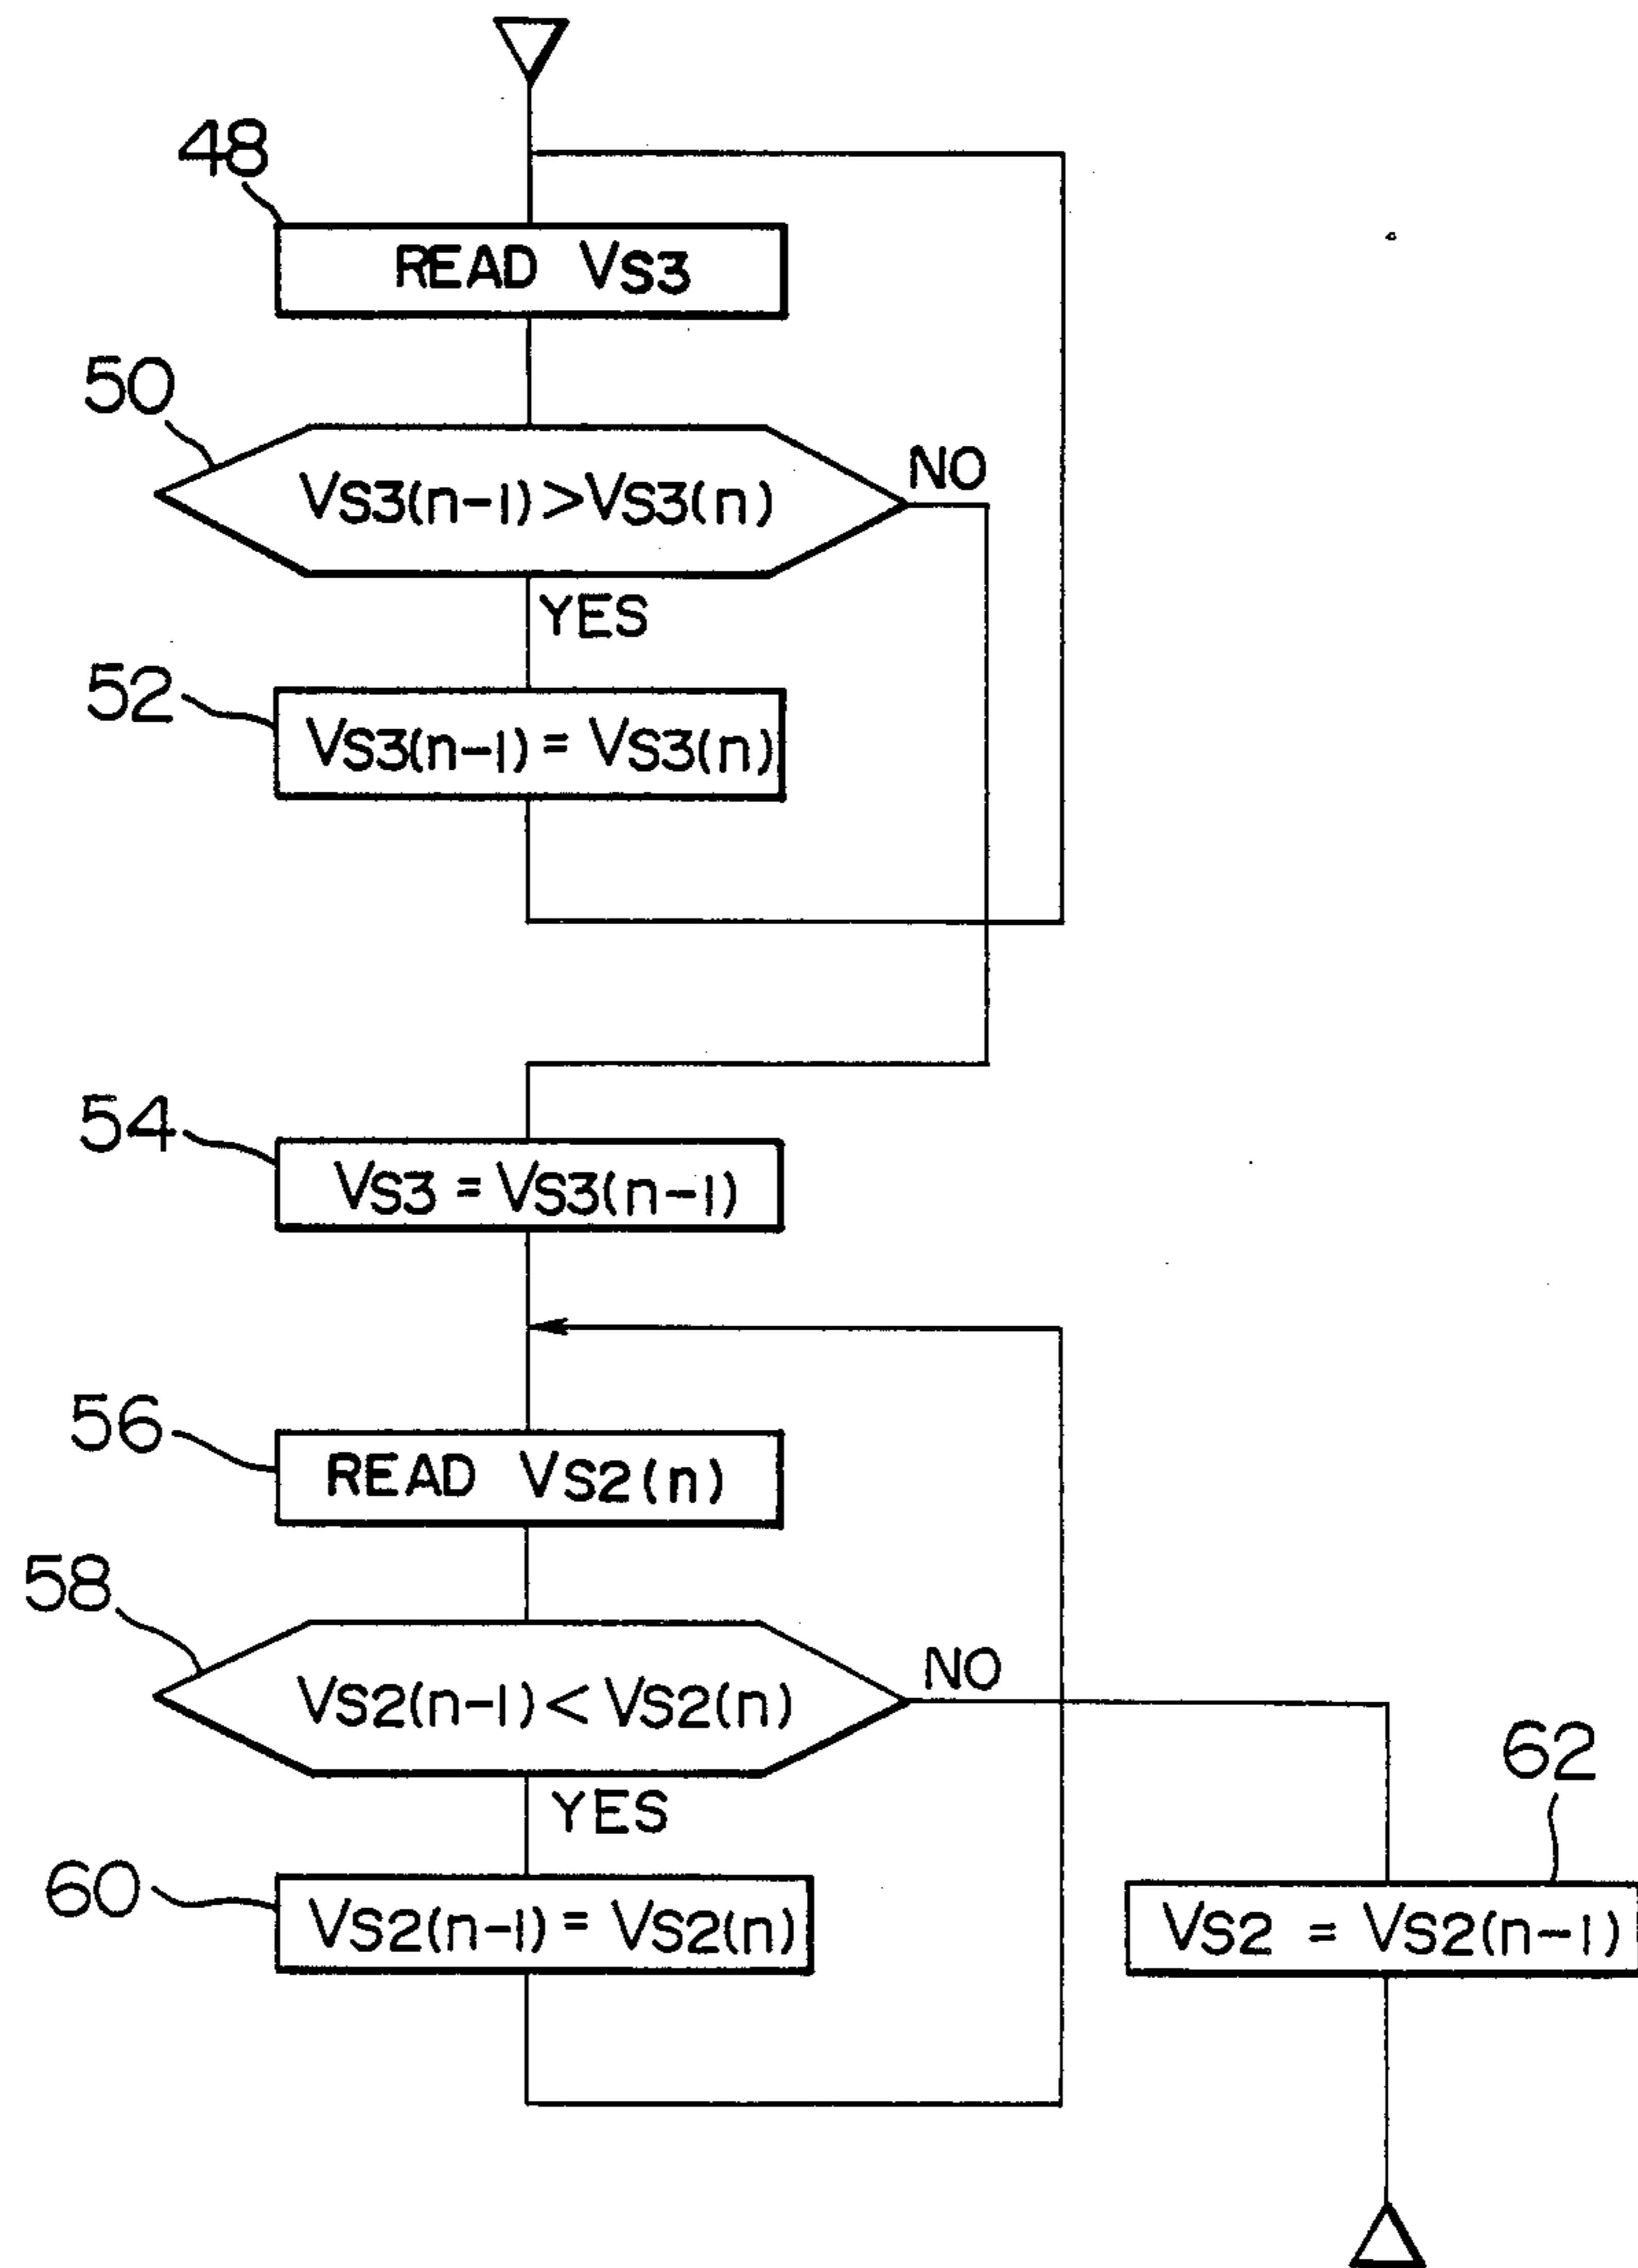 48
READ VS3
50
VS3(n-1)>VS3(n)
NO
YES
52
VS3(n-1) = VS3(n)
54
VS3 = VS3(n-1)
56
READ VS2(n)
58
VS2(n-1)<VS2(n)
NO
YES
62
60
VS2(n-1) = VS2(n)
VS2 = VS2(n-1)